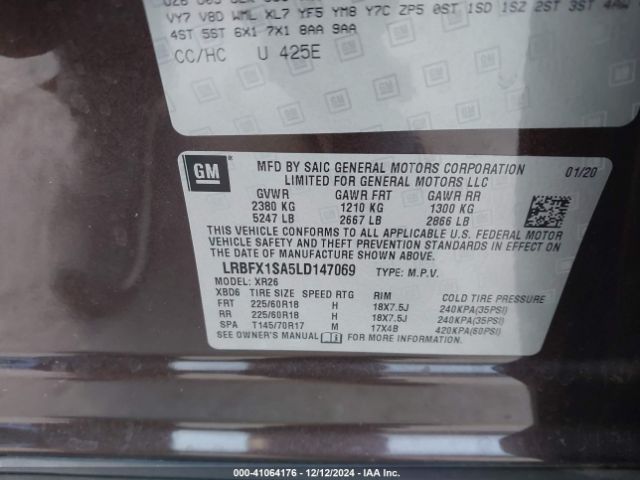 VY7 V8D WML XL7 YF5 YM8 Y7C ZP5 0ST 1SD 1SZ 2ST 3ST 4AW
4ST 5ST 6X1 7X1 8AA 9AA
CC/HC U 425E
GM
GM
MFD BY SAIC GENERAL MOTORS CORPORATION 01/20
LIMITED FOR GENERAL MOTORS LLC
GVWR GAWR FRT GAWR RR
2380 KG 1210 KG 1300 KG
5247 LB 2667 LB 2866 LB
THIS VEHICLE CONFORMS TO ALL APPLICABLE U.S. FEDERAL MOTOR
VEHICLE SAFETY, BUMPER, AND THEFT PREVENTION STANDARDS IN EFFECT ON
THE DATE OF MANUFACTURE SHOWN ABOVE.
LRBFX1SA5LD147069 TYPE: M.P.V.
MODEL: XR26
XBD6 TIRE SIZE SPEED RTG RIM COLD TIRE PRESSURE
FRT 225/60R18 H 18X7.5J 240KPA(35PSI)
RR 225/60R18 H 18X7.5J 240KPA(35PSI)
SPA T145/70R17 M 17X4B 420KPA(60PSI)
SEE OWNER'S MANUAL FOR MORE INFORMATION.
000-41064176 - 12/12/2024 - IAA Inc.